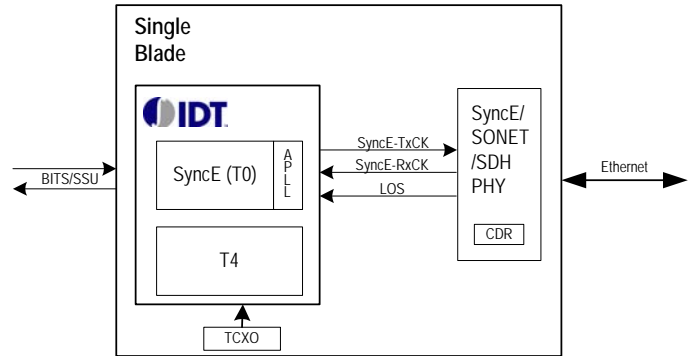 Single
Blade
IDT
SyncE (T0)
APLL
T4
TCXO
BITS/SSU
SyncE-TxCK
SyncE-RxCK
LOS
SyncE/
SONET
/SDH
PHY
CDR
Ethernet